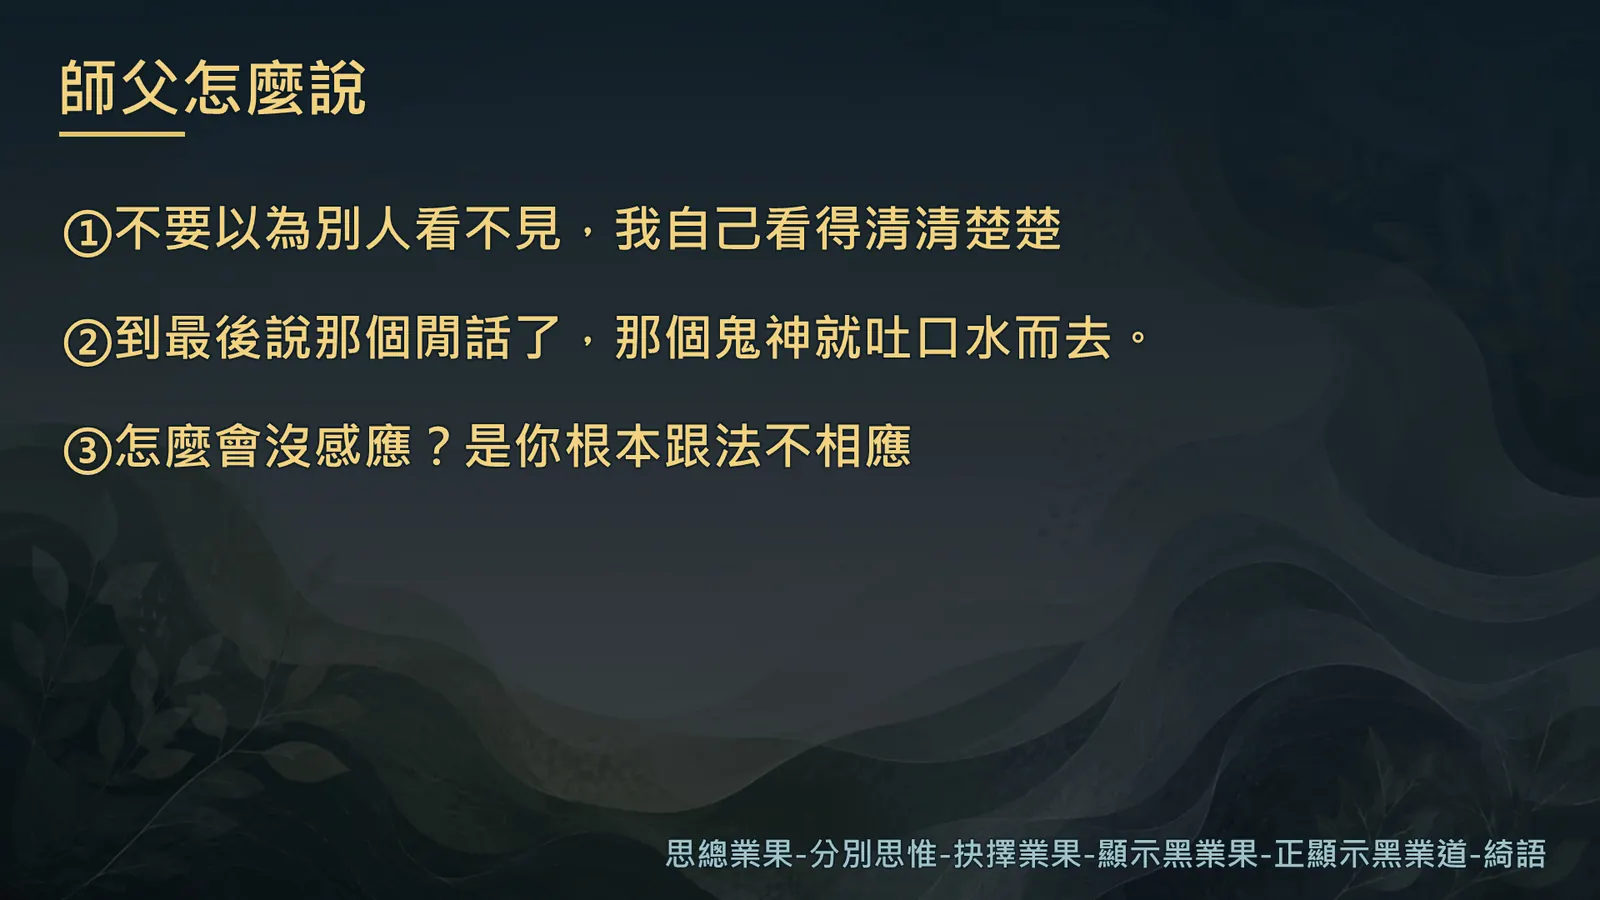 師父怎麼說
①不要以為別人看不見，我自己看得清清楚楚
②到最後說那個閒話了，那個鬼神就吐口水而去。
③怎麼會沒感應？是你根本跟法不相應
思總業果-分別思惟-抉擇業果-顯示黑業果-正顯示黑業道-綺語